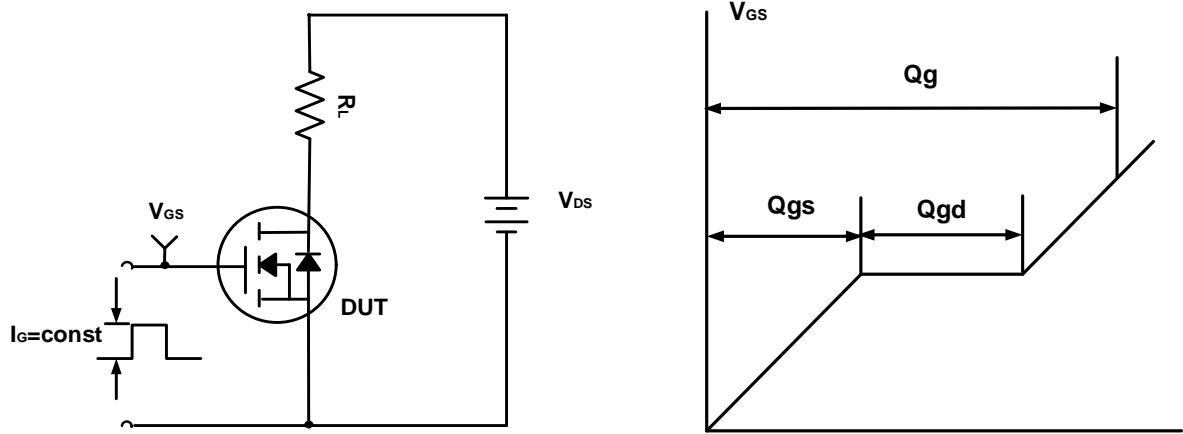 VGS
Qg
RL
VDS
VGS
Qgs
Qgd
DUT
IG=const